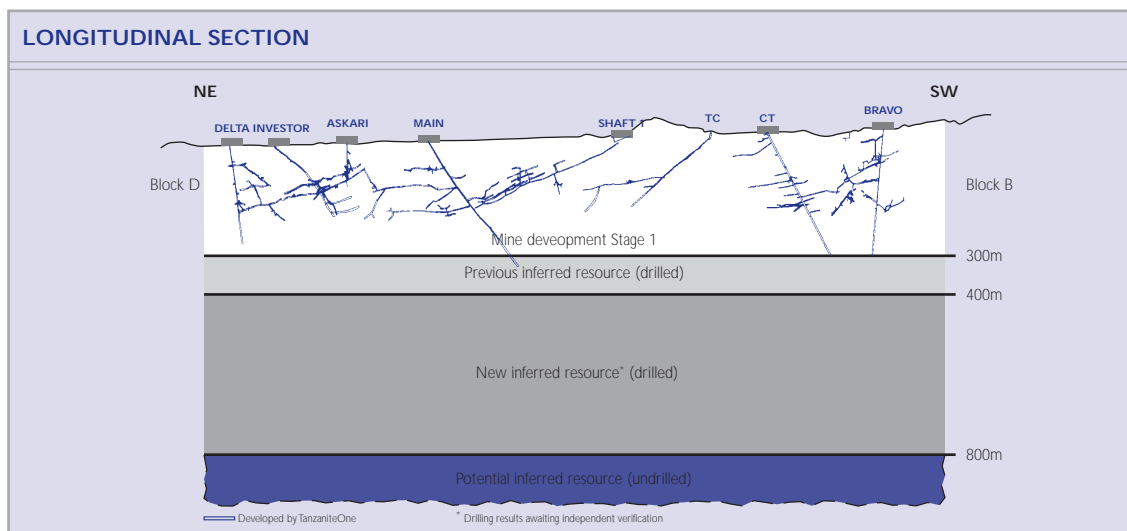 LONGITUDINAL SECTION
NE
SW
DELTA INVESTOR ASKARI MAIN SHAFT 1 TC CT BRAVO
Block D
Block B
Mine deveopment Stage 1
300m
Previous inferred resource (drilled)
400m
New inferred resource* (drilled)
800m
Potential inferred resource (undrilled)
Developed by TanzaniteOne
* Drilling results awaiting independent verification